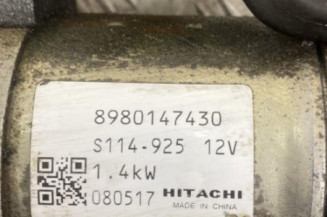 8980147430
S114-925 12V
1.4kW
080517 HITACHI
MADE IN CHINA